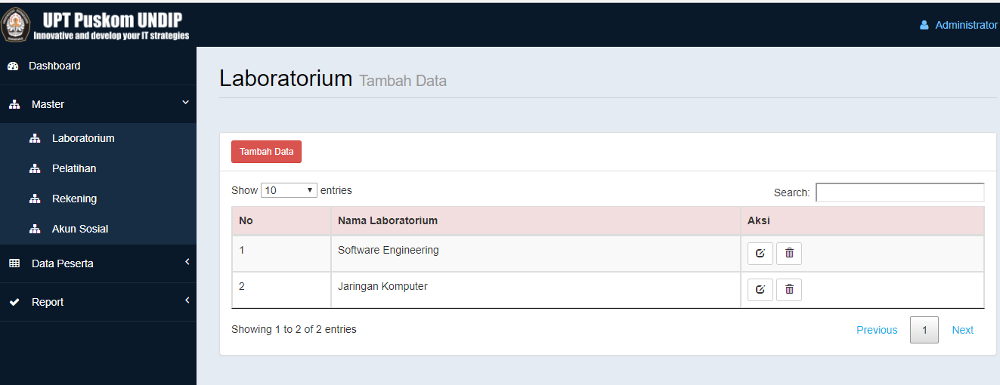 UPT Puskom UNDIP
Innovative and develop your IT strategies
Administrator
Dashboard
Master
Laboratorium
Pelatihan
Rekening
Akun Sosial
Data Peserta
Report
Laboratorium Tambah Data
Tambah Data
Show 10 entries
Search:
No Nama Laboratorium Aksi
1 Software Engineering
2 Jaringan Komputer
Showing 1 to 2 of 2 entries
Previous 1 Next